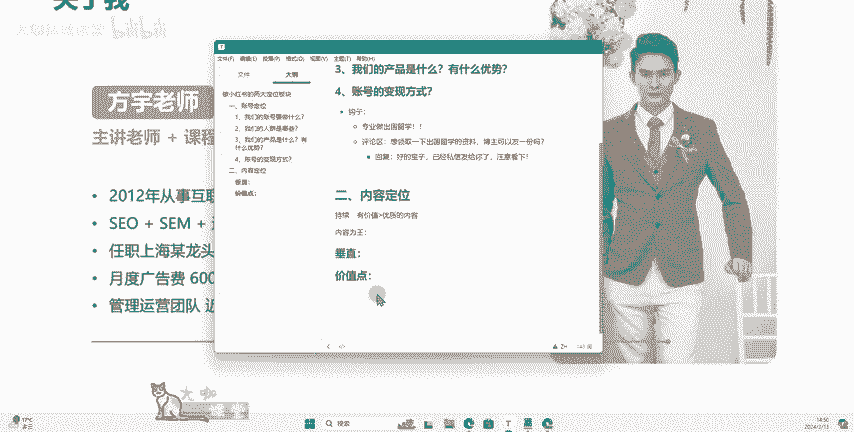 关于我
bilibili
方宇老师
主讲老师 + 课程
• 2012年从事互联
• SEO + SEM +
• 任职上海某龙头
• 月度广告费 600
• 管理运营团队 近
大咖
课堂
文件(F) 编辑(E) 段落(P) 格式(O) 视图(V) 主题(T) 帮助(H)
文件 大纲
做小红书的两大定位板块
一、账号定位
1、我们的账号要做什么？
2、我们的人群是哪些？
3、我们的产品是什么？有
什么优势？
4、账号的变现方式？
二、内容定位
垂直：
价值点：
3、我们的产品是什么？有什么优势？
4、账号的变现方式？
• 钩子：
专业做出国留学！！
评论区：想领取一下出国留学的资料，博主可以发一份吗？
回复：好的宝子，已经私信发给你了，注意看下！
二、内容定位
持续 有价值>优质的内容
内容为王：
垂直：
价值点：
</>
搜索
17°C